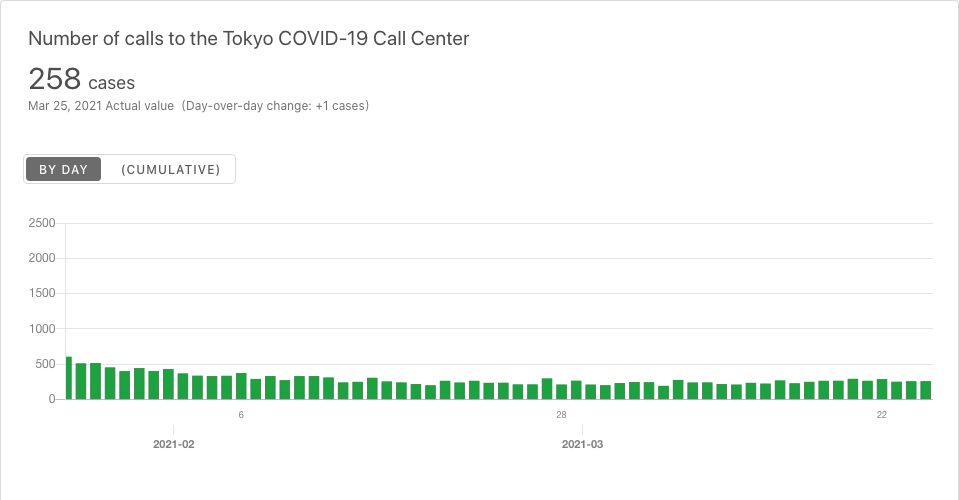 Number of calls to the Tokyo COVID-19 Call Center
258 cases
Mar 25, 2021 Actual value (Day-over-day change: +1 cases)
BY DAY (CUMULATIVE)
2500
2000
1500
1000
500
0
6 28 22
2021-02 2021-03